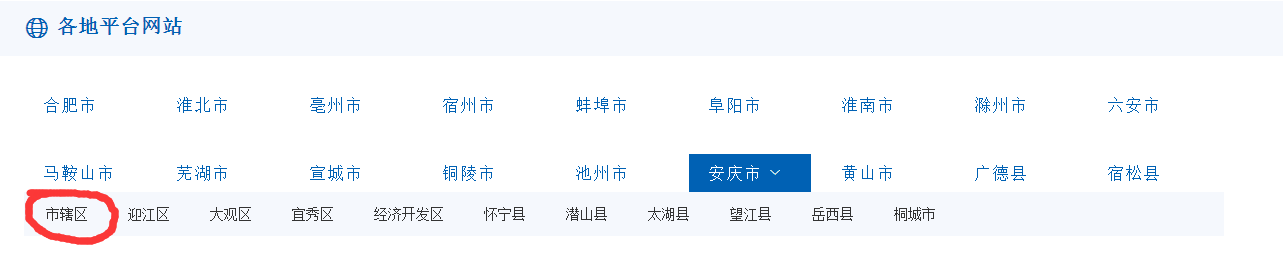 各地平台网站
合肥市 淮北市 亳州市 宿州市 蚌埠市 阜阳市 淮南市 滁州市 六安市
马鞍山市 芜湖市 宣城市 铜陵市 池州市 安庆市 黄山市 广德县 宿松县
市辖区 迎江区 大观区 宜秀区 经济开发区 怀宁县 潜山县 太湖县 望江县 岳西县 桐城市